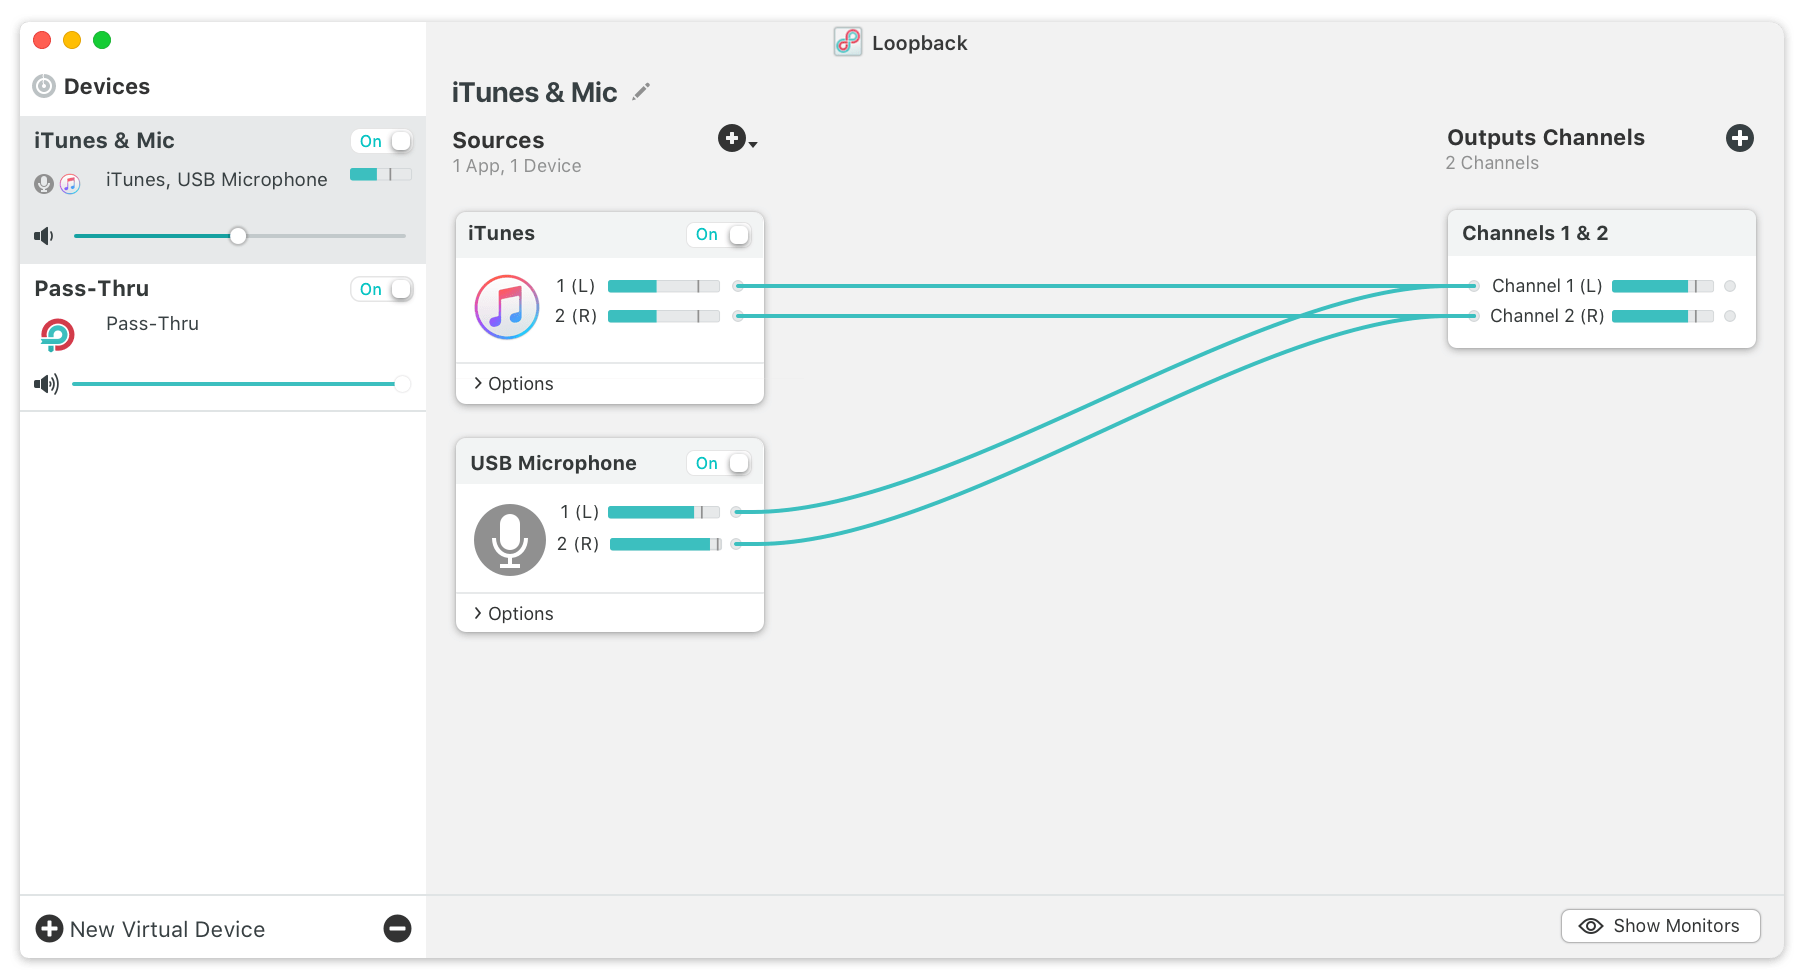 Loopback
Devices
iTunes & Mic
On
iTunes, USB Microphone
Pass-Thru
On
Pass-Thru
New Virtual Device
iTunes & Mic
Sources
1 App, 1 Device
iTunes
On
1 (L)
2 (R)
Options
USB Microphone
On
1 (L)
2 (R)
Options
Outputs Channels
2 Channels
Channels 1 & 2
Channel 1 (L)
Channel 2 (R)
Show Monitors